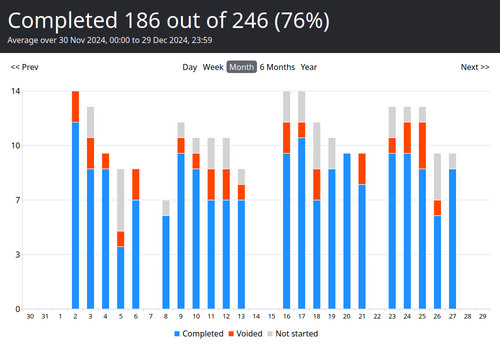 Completed 186 out of 246 (76%)
Average over 30 Nov 2024, 00:00 to 29 Dec 2024, 23:59
<< Prev Day Week Month 6 Months Year Next >>
14
10
7
3
0
30 31 1 2 3 4 5 6 7 8 9 10 11 12 13 14 15 16 17 18 19 20 21 22 23 24 25 26 27 28 29
Completed Voided Not started